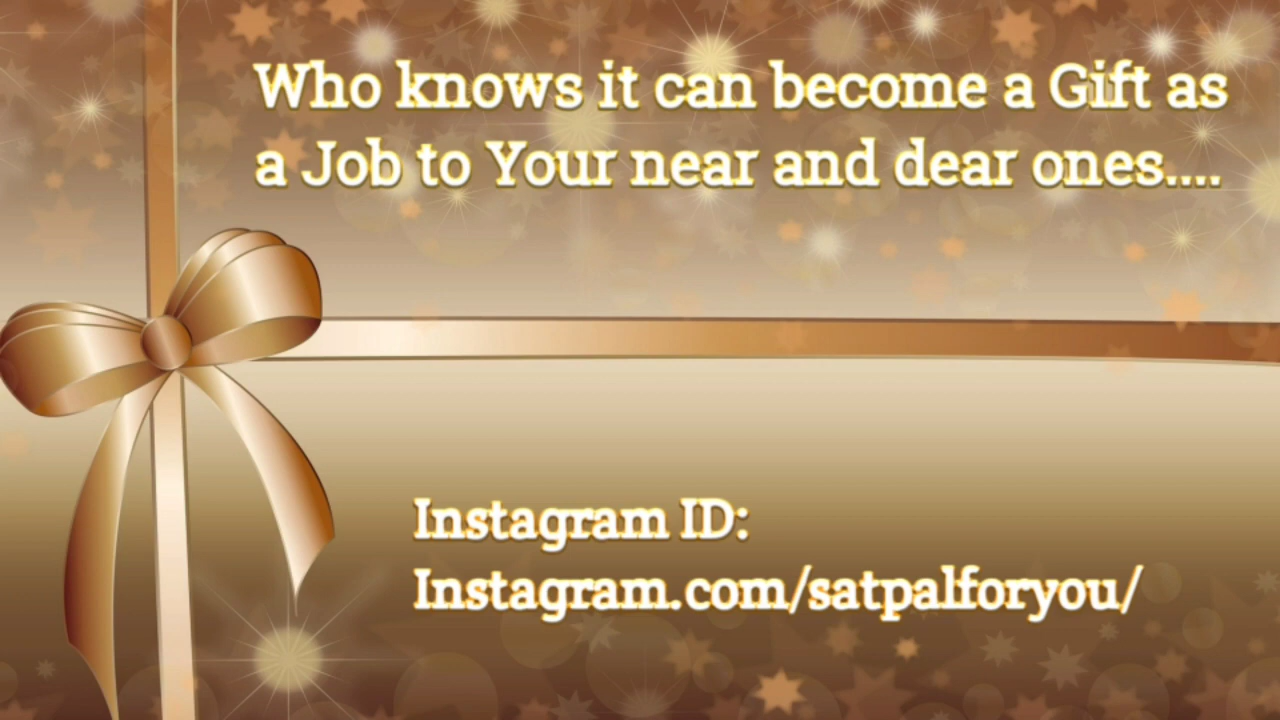 Who knows it can become a Gift as
a Job to Your near and dear ones....
Instagram ID:
Instagram.com/satpalforyou/